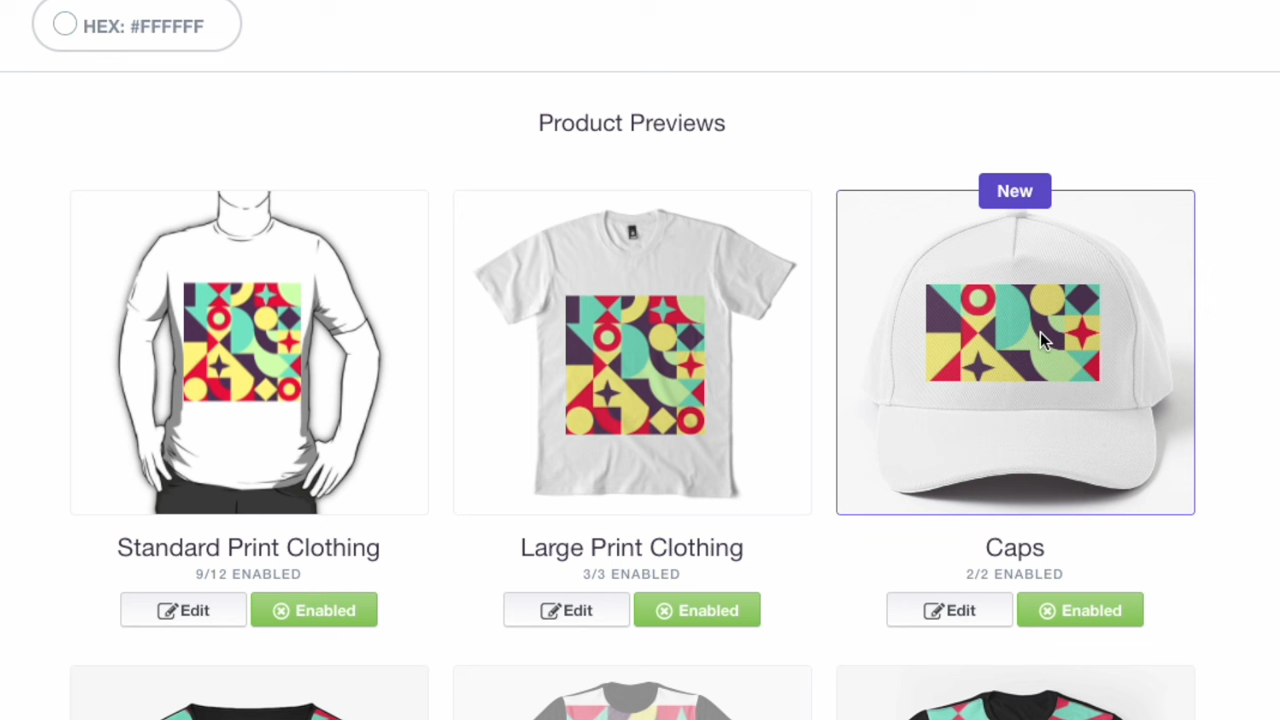 HEX: #FFFFFF
Product Previews
New
Standard Print Clothing
9/12 ENABLED
Edit
Enabled
Large Print Clothing
3/3 ENABLED
Edit
Enabled
Caps
2/2 ENABLED
Edit
Enabled